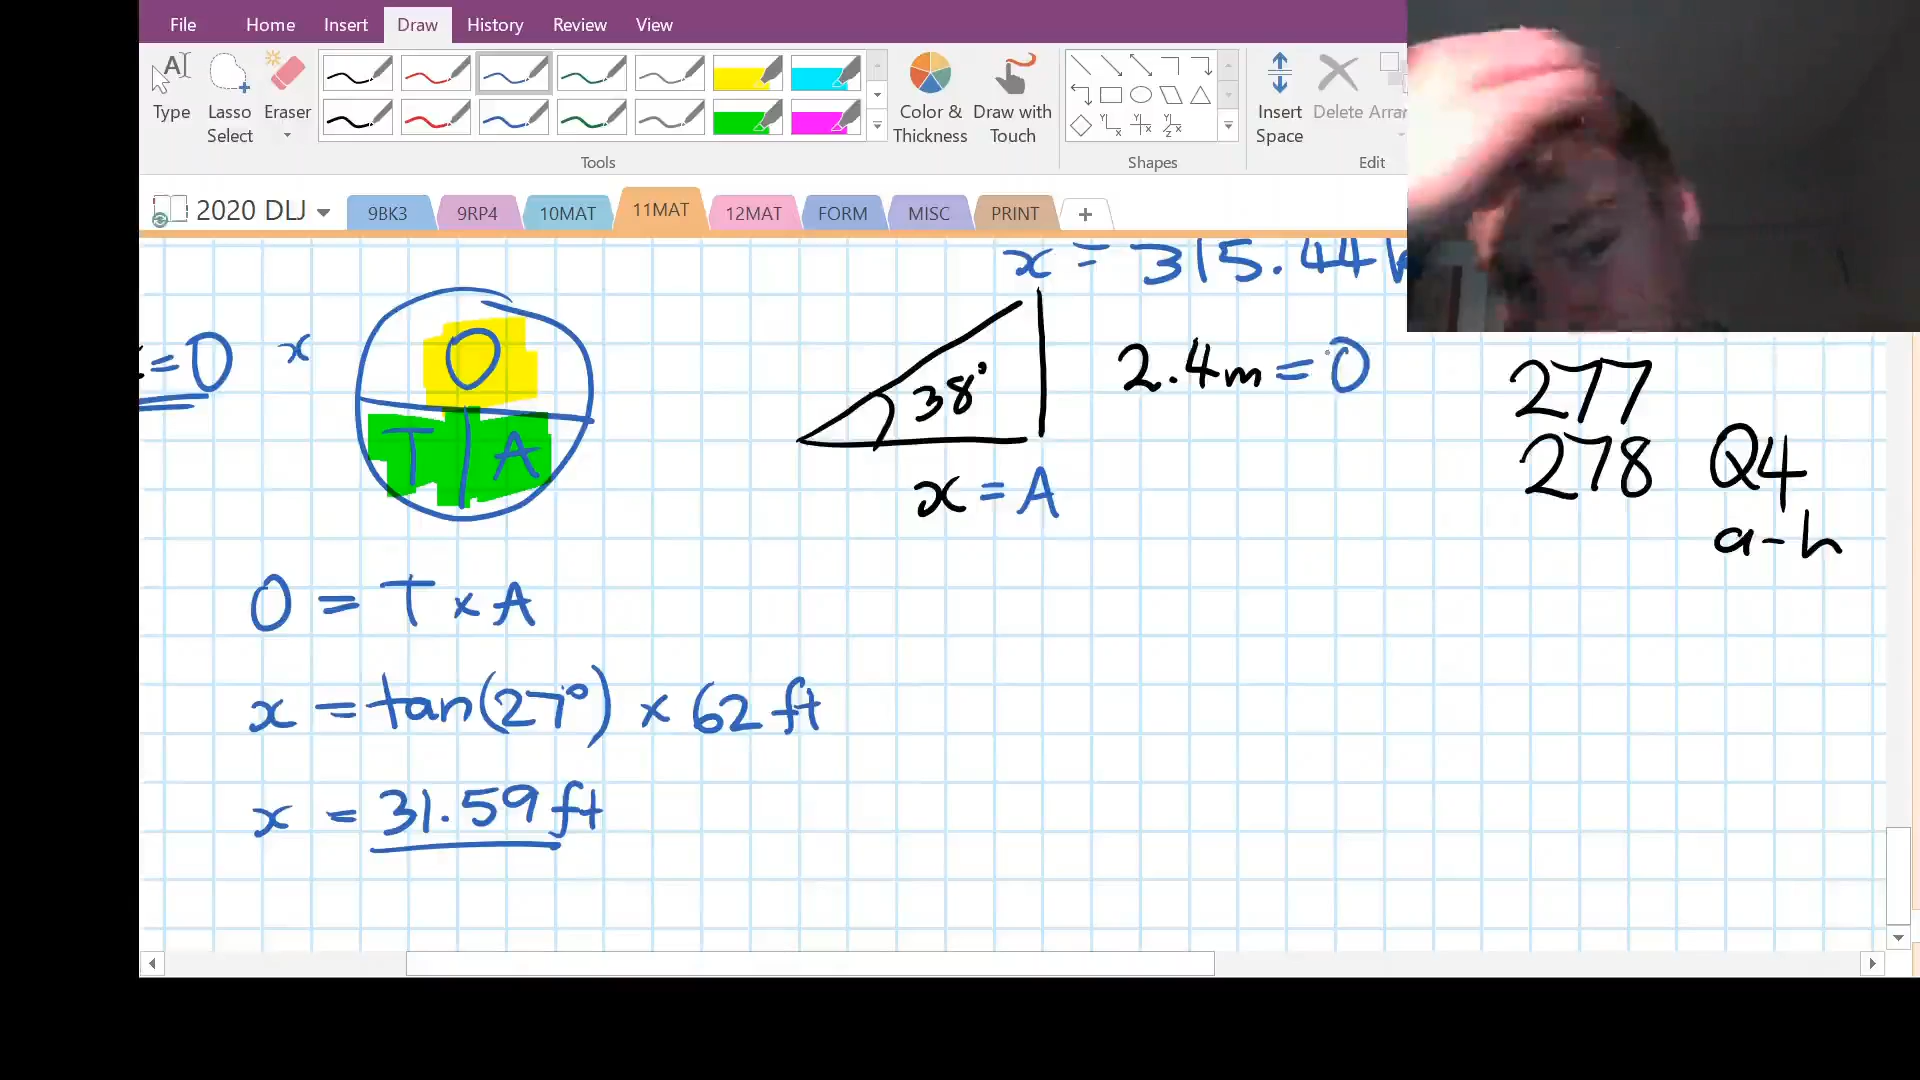 File Home Insert Draw History Review View
Type
Lasso Select
Eraser
Color & Thickness
Draw with Touch
Insert Space
Delete
Arran
Tools
Shapes
Edit
2020 DLJ
9BK3 9RP4 10MAT 11MAT 12MAT FORM MISC PRINT +
x = 315.44
= O x
O
T A
38°
2.4m = O
x = A
277
278 Q4
a-h
O = T x A
x = tan(27°) x 62 ft
x = 31.59 ft